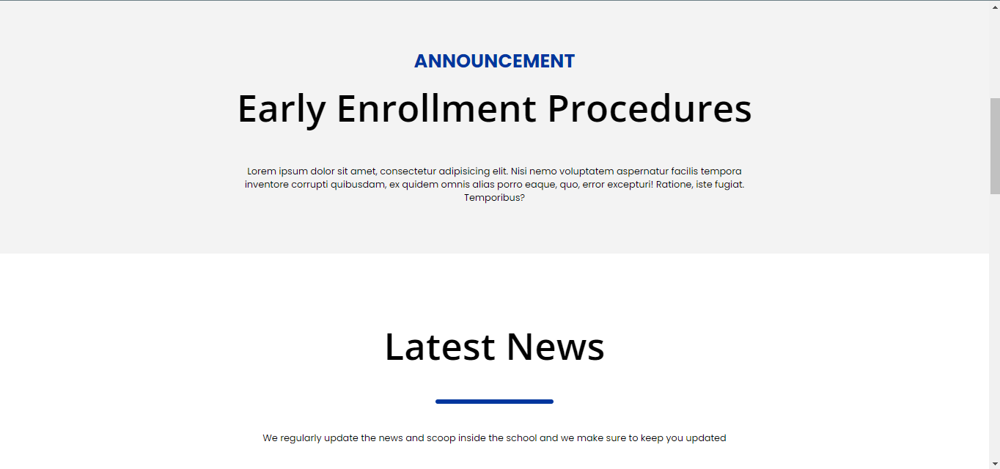 ANNOUNCEMENT
Early Enrollment Procedures
Lorem ipsum dolor sit amet, consectetur adipisicing elit. Nisi nemo voluptatem aspernatur facilis tempora
inventore corrupti quibusdam, ex quidem omnis alias porro eaque, quo, error excepturi! Ratione, iste fugiat.
Temporibus?
Latest News
We regularly update the news and scoop inside the school and we make sure to keep you updated